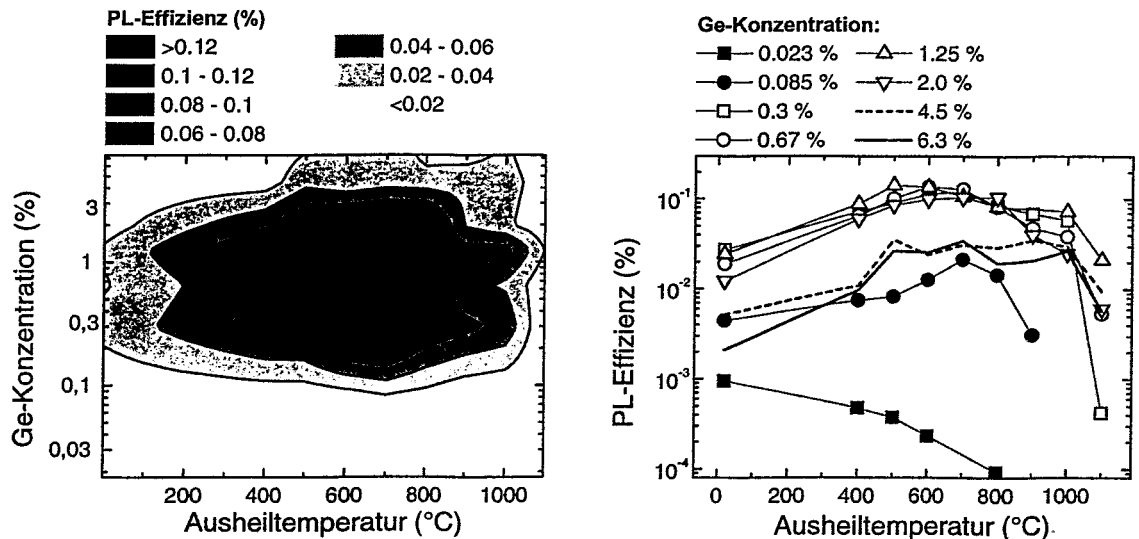 PL-Effizienz (%)
>0.12
0.1 - 0.12
0.08 - 0.1
0.06 - 0.08
0.04 - 0.06
0.02 - 0.04
<0.02
Ge-Konzentration (%)
3
1
0,3
0,1
0,03
200 400 600 800 1000
Ausheiltemperatur (°C)
Ge-Konzentration:
0.023 %
0.085 %
0.3 %
0.67 %
1.25 %
2.0 %
4.5 %
6.3 %
PL-Effizienz (%)
10⁻¹
10⁻²
10⁻³
10⁻⁴
0 200 400 600 800 1000
Ausheiltemperatur (°C)